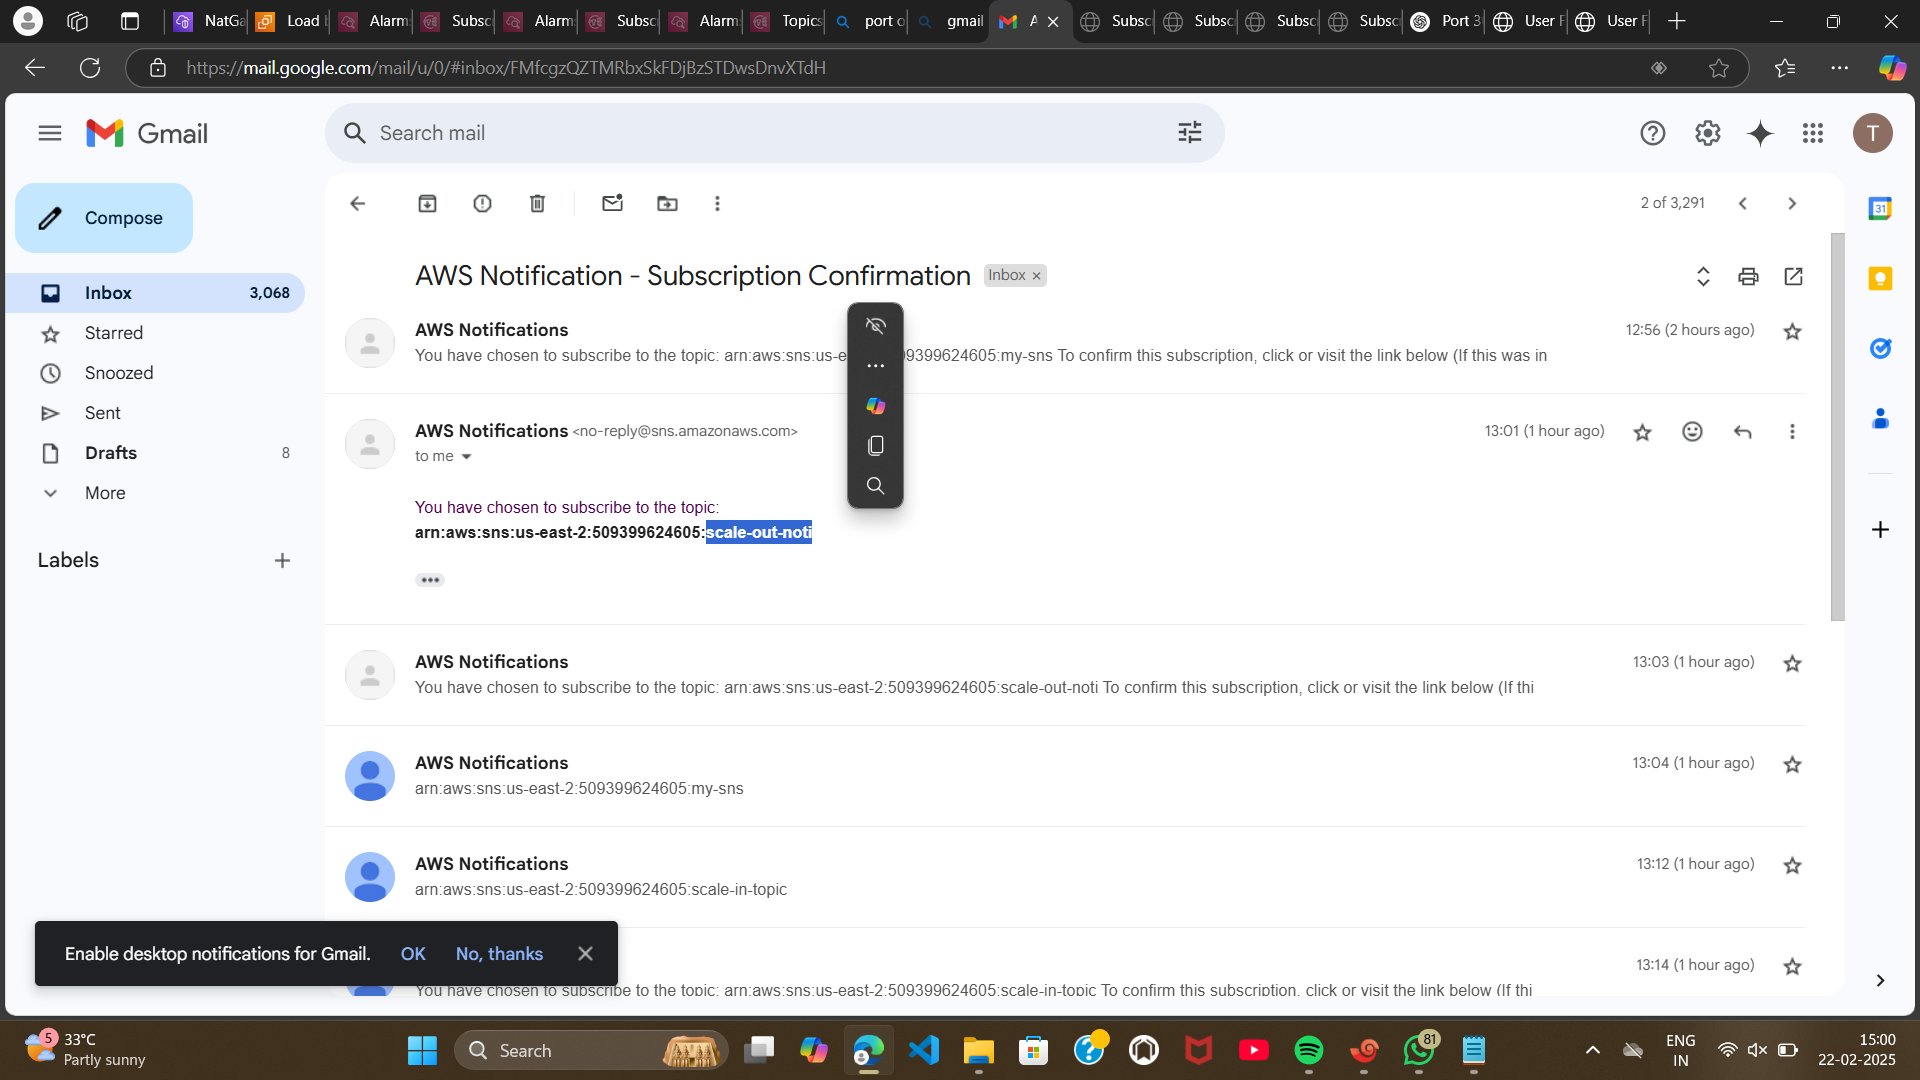 NatGa
Load b
Alarm
Subsc
Alarm
Subsc
Alarm
Topics
port o
gmail
Subsc
Subsc
Subsc
Subsc
Port 3
User F
User F
https://mail.google.com/mail/u/0/#inbox/FMfcgzQZTMRbxSkFDjBzSTDwsDnvXTdH
Gmail
Search mail
T
Compose
2 of 3,291
31
AWS Notification - Subscription Confirmation
Inbox ×
Inbox 3,068
Starred
Snoozed
Sent
Drafts 8
More
Labels
AWS Notifications
12:56 (2 hours ago)
You have chosen to subscribe to the topic: arn:aws:sns:us-e 09399624605:my-sns To confirm this subscription, click or visit the link below (If this was in
AWS Notifications <no-reply@sns.amazonaws.com>
13:01 (1 hour ago)
to me
You have chosen to subscribe to the topic:
arn:aws:sns:us-east-2:509399624605:scale-out-noti
AWS Notifications
13:03 (1 hour ago)
You have chosen to subscribe to the topic: arn:aws:sns:us-east-2:509399624605:scale-out-noti To confirm this subscription, click or visit the link below (If thi
AWS Notifications
13:04 (1 hour ago)
arn:aws:sns:us-east-2:509399624605:my-sns
AWS Notifications
13:12 (1 hour ago)
arn:aws:sns:us-east-2:509399624605:scale-in-topic
13:14 (1 hour ago)
You have chosen to subscribe to the topic: arn:aws:sns:us-east-2:509399624605:scale-in-topic To confirm this subscription, click or visit the link below (If thi
Enable desktop notifications for Gmail. OK No, thanks
5
33°C
Partly sunny
Search
81
ENG
IN
15:00
22-02-2025